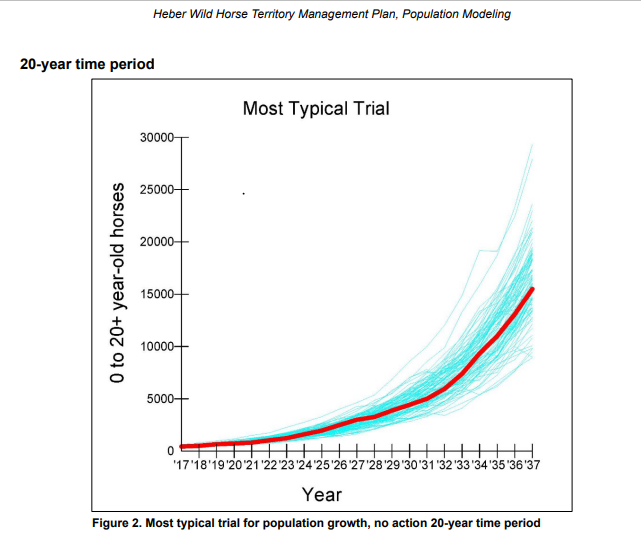 Heber Wild Horse Territory Management Plan, Population Modeling
20-year time period
Most Typical Trial
0 to 20+ year-old horses
30000
25000
20000
15000
10000
5000
0
'17 '18 '19 '20 '21 '22 '23 '24 '25 '26 '27 '28 '29 '30 '31 '32 '33 '34 '35 '36 '37
Year
Figure 2. Most typical trial for population growth, no action 20-year time period